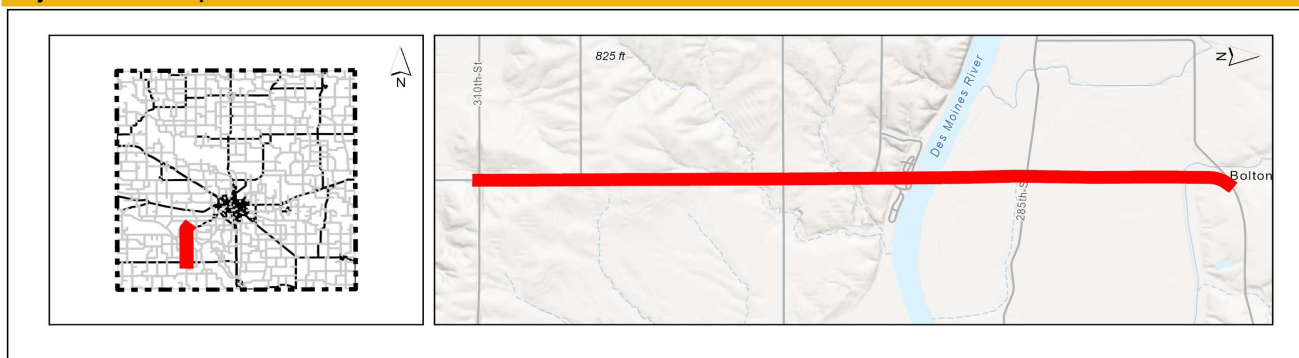 N
825 ft
N
310th-St
Des Moines River
Bolton
285th-S